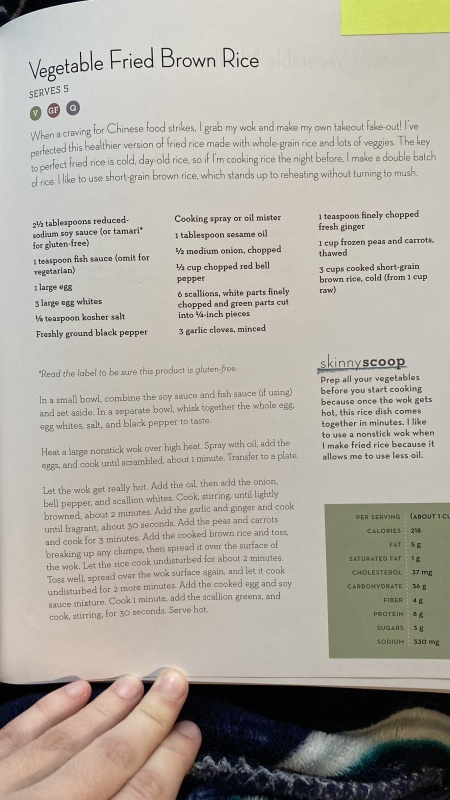 Vegetable Fried Brown Rice
SERVES 5
V GF Q
When a craving for Chinese food strikes, I grab my wok and make my own takeout fake-out! I've
perfected this healthier version of fried rice made with whole-grain rice and lots of veggies. The key
to perfect fried rice is cold, day-old rice, so if I'm cooking rice the night before, I make a double batch
of rice. I like to use short-grain brown rice, which stands up to reheating without turning to mush.
2½ tablespoons reduced-
sodium soy sauce (or tamari*
for gluten-free)
1 teaspoon fish sauce (omit for
vegetarian)
1 large egg
3 large egg whites
⅛ teaspoon kosher salt
Freshly ground black pepper
Cooking spray or oil mister
1 tablespoon sesame oil
½ medium onion, chopped
½ cup chopped red bell
pepper
6 scallions, white parts finely
chopped and green parts cut
into ¼-inch pieces
3 garlic cloves, minced
1 teaspoon finely chopped
fresh ginger
1 cup frozen peas and carrots,
thawed
3 cups cooked short-grain
brown rice, cold (from 1 cup
raw)
*Read the label to be sure this product is gluten-free.
In a small bowl, combine the soy sauce and fish sauce (if using)
and set aside. In a separate bowl, whisk together the whole egg,
egg whites, salt, and black pepper to taste.
Heat a large nonstick wok over high heat. Spray with oil, add the
eggs, and cook until scrambled, about 1 minute. Transfer to a plate.
Let the wok get really hot. Add the oil, then add the onion,
bell pepper, and scallion whites. Cook, stirring, until lightly
browned, about 2 minutes. Add the garlic and ginger and cook
until fragrant, about 30 seconds. Add the peas and carrots
and cook for 3 minutes. Add the cooked brown rice and toss,
breaking up any clumps, then spread it over the surface of
the wok. Let the rice cook undisturbed for about 2 minutes.
Toss well, spread over the wok surface again, and let it cook
undisturbed for 2 more minutes. Add the cooked egg and soy
sauce mixture. Cook 1 minute, add the scallion greens, and
cook, stirring, for 30 seconds. Serve hot.
skinnyscoop
Prep all your vegetables
before you start cooking
because once the wok gets
hot, this rice dish comes
together in minutes. I like
to use a nonstick wok when
I make fried rice because it
allows me to use less oil.
PER SERVING (ABOUT 1 CU
CALORIES 218
FAT 5 g
SATURATED FAT 1 g
CHOLESTEROL 37 mg
CARBOHYDRATE 36 g
FIBER 4 g
PROTEIN 8 g
SUGARS 3 g
SODIUM 530 mg